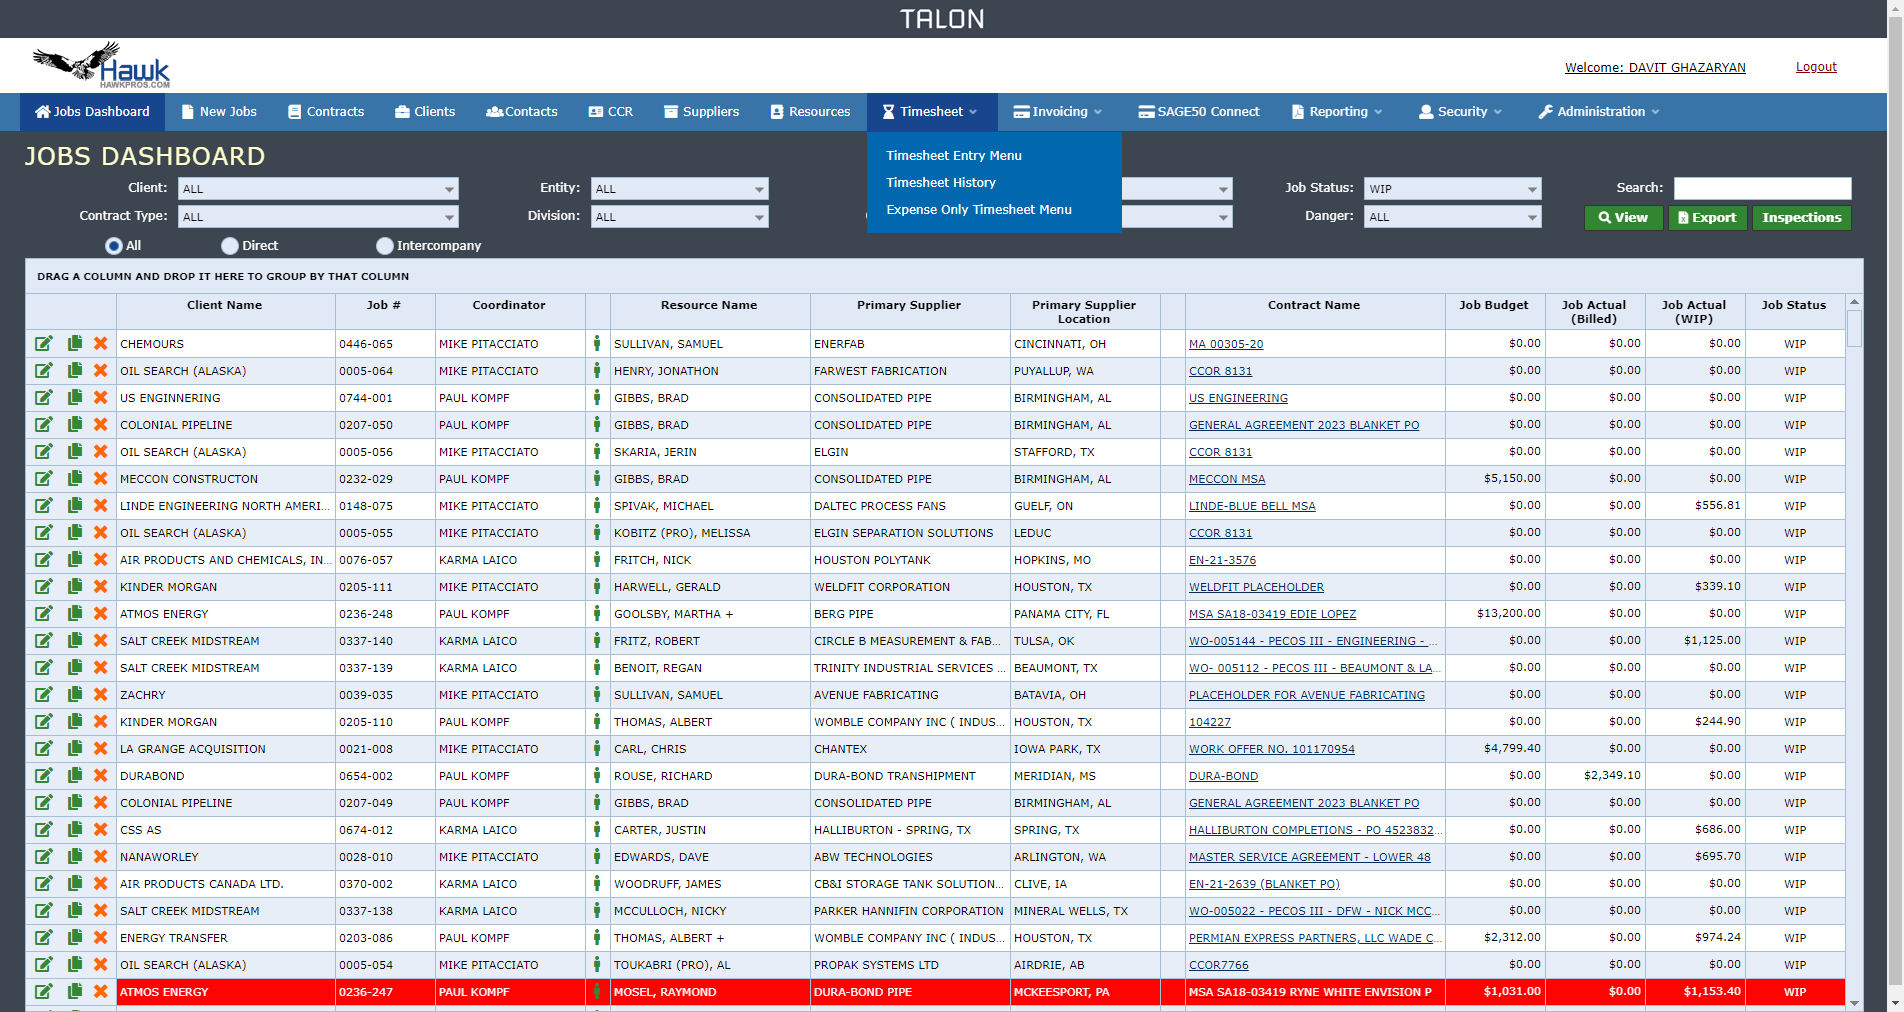 TALON
Hawk
HAWKPROS.COM
Welcome: DAVIT GHAZARYAN
Logout
Jobs Dashboard New Jobs Contracts Clients Contacts CCR Suppliers Resources Timesheet Invoicing SAGE50 Connect Reporting Security Administration
Timesheet Entry Menu
Timesheet History
Expense Only Timesheet Menu
JOBS DASHBOARD
Client: ALL Entity: ALL Job Status: WIP Search:
Contract Type: ALL Division: ALL Danger: ALL View Export Inspections
All Direct Intercompany
DRAG A COLUMN AND DROP IT HERE TO GROUP BY THAT COLUMN
Client Name Job # Coordinator Resource Name Primary Supplier Primary Supplier Location Contract Name Job Budget Job Actual (Billed) Job Actual (WIP) Job Status
CHEMOURS 0446-065 MIKE PITACCIATO SULLIVAN, SAMUEL ENERFAB CINCINNATI, OH MA 00305-20 $0.00 $0.00 $0.00 WIP
OIL SEARCH (ALASKA) 0005-064 MIKE PITACCIATO HENRY, JONATHON FARWEST FABRICATION PUYALLUP, WA CCOR 8131 $0.00 $0.00 $0.00 WIP
US ENGINNERING 0744-001 PAUL KOMPF GIBBS, BRAD CONSOLIDATED PIPE BIRMINGHAM, AL US ENGINEERING $0.00 $0.00 $0.00 WIP
COLONIAL PIPELINE 0207-050 PAUL KOMPF GIBBS, BRAD CONSOLIDATED PIPE BIRMINGHAM, AL GENERAL AGREEMENT 2023 BLANKET PO $0.00 $0.00 $0.00 WIP
OIL SEARCH (ALASKA) 0005-056 MIKE PITACCIATO SKARIA, JERIN ELGIN STAFFORD, TX CCOR 8131 $0.00 $0.00 $0.00 WIP
MECCON CONSTRUCTON 0232-029 PAUL KOMPF GIBBS, BRAD CONSOLIDATED PIPE BIRMINGHAM, AL MECCON MSA $5,150.00 $0.00 $0.00 WIP
LINDE ENGINEERING NORTH AMERI... 0148-075 MIKE PITACCIATO SPIVAK, MICHAEL DALTEC PROCESS FANS GUELF, ON LINDE-BLUE BELL MSA $0.00 $0.00 $556.81 WIP
OIL SEARCH (ALASKA) 0005-055 MIKE PITACCIATO KOBITZ (PRO), MELISSA ELGIN SEPARATION SOLUTIONS LEDUC CCOR 8131 $0.00 $0.00 $0.00 WIP
AIR PRODUCTS AND CHEMICALS, IN... 0076-057 KARMA LAICO FRITCH, NICK HOUSTON POLYTANK HOPKINS, MO EN-21-3576 $0.00 $0.00 $0.00 WIP
KINDER MORGAN 0205-111 MIKE PITACCIATO HARWELL, GERALD WELDFIT CORPORATION HOUSTON, TX WELDFIT PLACEHOLDER $0.00 $0.00 $339.10 WIP
ATMOS ENERGY 0236-248 PAUL KOMPF GOOLSBY, MARTHA + BERG PIPE PANAMA CITY, FL MSA SA18-03419 EDIE LOPEZ $13,200.00 $0.00 $0.00 WIP
SALT CREEK MIDSTREAM 0337-140 KARMA LAICO FRITZ, ROBERT CIRCLE B MEASUREMENT & FAB... TULSA, OK WO-005144 - PECOS III - ENGINEERING - ... $0.00 $0.00 $1,125.00 WIP
SALT CREEK MIDSTREAM 0337-139 KARMA LAICO BENOIT, REGAN TRINITY INDUSTRIAL SERVICES ... BEAUMONT, TX WO- 005112 - PECOS III - BEAUMONT & LA... $0.00 $0.00 $0.00 WIP
ZACHRY 0039-035 MIKE PITACCIATO SULLIVAN, SAMUEL AVENUE FABRICATING BATAVIA, OH PLACEHOLDER FOR AVENUE FABRICATING $0.00 $0.00 $0.00 WIP
KINDER MORGAN 0205-110 MIKE PITACCIATO THOMAS, ALBERT WOMBLE COMPANY INC ( INDUS... HOUSTON, TX 104227 $0.00 $0.00 $244.90 WIP
LA GRANGE ACQUISITION 0021-008 MIKE PITACCIATO CARL, CHRIS CHANTEX IOWA PARK, TX WORK OFFER NO. 101170954 $4,799.40 $0.00 $0.00 WIP
DURABOND 0654-002 PAUL KOMPF ROUSE, RICHARD DURA-BOND TRANSHIPMENT MERIDIAN, MS DURA-BOND $0.00 $2,349.10 $0.00 WIP
COLONIAL PIPELINE 0207-049 PAUL KOMPF GIBBS, BRAD CONSOLIDATED PIPE BIRMINGHAM, AL GENERAL AGREEMENT 2023 BLANKET PO $0.00 $0.00 $0.00 WIP
CSS AS 0674-012 KARMA LAICO CARTER, JUSTIN HALLIBURTON - SPRING, TX SPRING, TX HALLIBURTON COMPLETIONS - PO 4523832... $0.00 $0.00 $686.00 WIP
NANAWORLEY 0028-010 MIKE PITACCIATO EDWARDS, DAVE ABW TECHNOLOGIES ARLINGTON, WA MASTER SERVICE AGREEMENT - LOWER 48 $0.00 $0.00 $695.70 WIP
AIR PRODUCTS CANADA LTD. 0370-002 KARMA LAICO WOODRUFF, JAMES CB&I STORAGE TANK SOLUTION... CLIVE, IA EN-21-2639 (BLANKET PO) $0.00 $0.00 $0.00 WIP
SALT CREEK MIDSTREAM 0337-138 KARMA LAICO MCCULLOCH, NICKY PARKER HANNIFIN CORPORATION MINERAL WELLS, TX WO-005022 - PECOS III - DFW - NICK MCC... $0.00 $0.00 $0.00 WIP
ENERGY TRANSFER 0203-086 PAUL KOMPF THOMAS, ALBERT + WOMBLE COMPANY INC ( INDUS... HOUSTON, TX PERMIAN EXPRESS PARTNERS, LLC WADE C... $2,312.00 $0.00 $974.24 WIP
OIL SEARCH (ALASKA) 0005-054 MIKE PITACCIATO TOUKABRI (PRO), AL PROPAK SYSTEMS LTD AIRDRIE, AB CCOR7766 $0.00 $0.00 $0.00 WIP
ATMOS ENERGY 0236-247 PAUL KOMPF MOSEL, RAYMOND DURA-BOND PIPE MCKEESPORT, PA MSA SA18-03419 RYNE WHITE ENVISION P $1,031.00 $0.00 $1,153.40 WIP